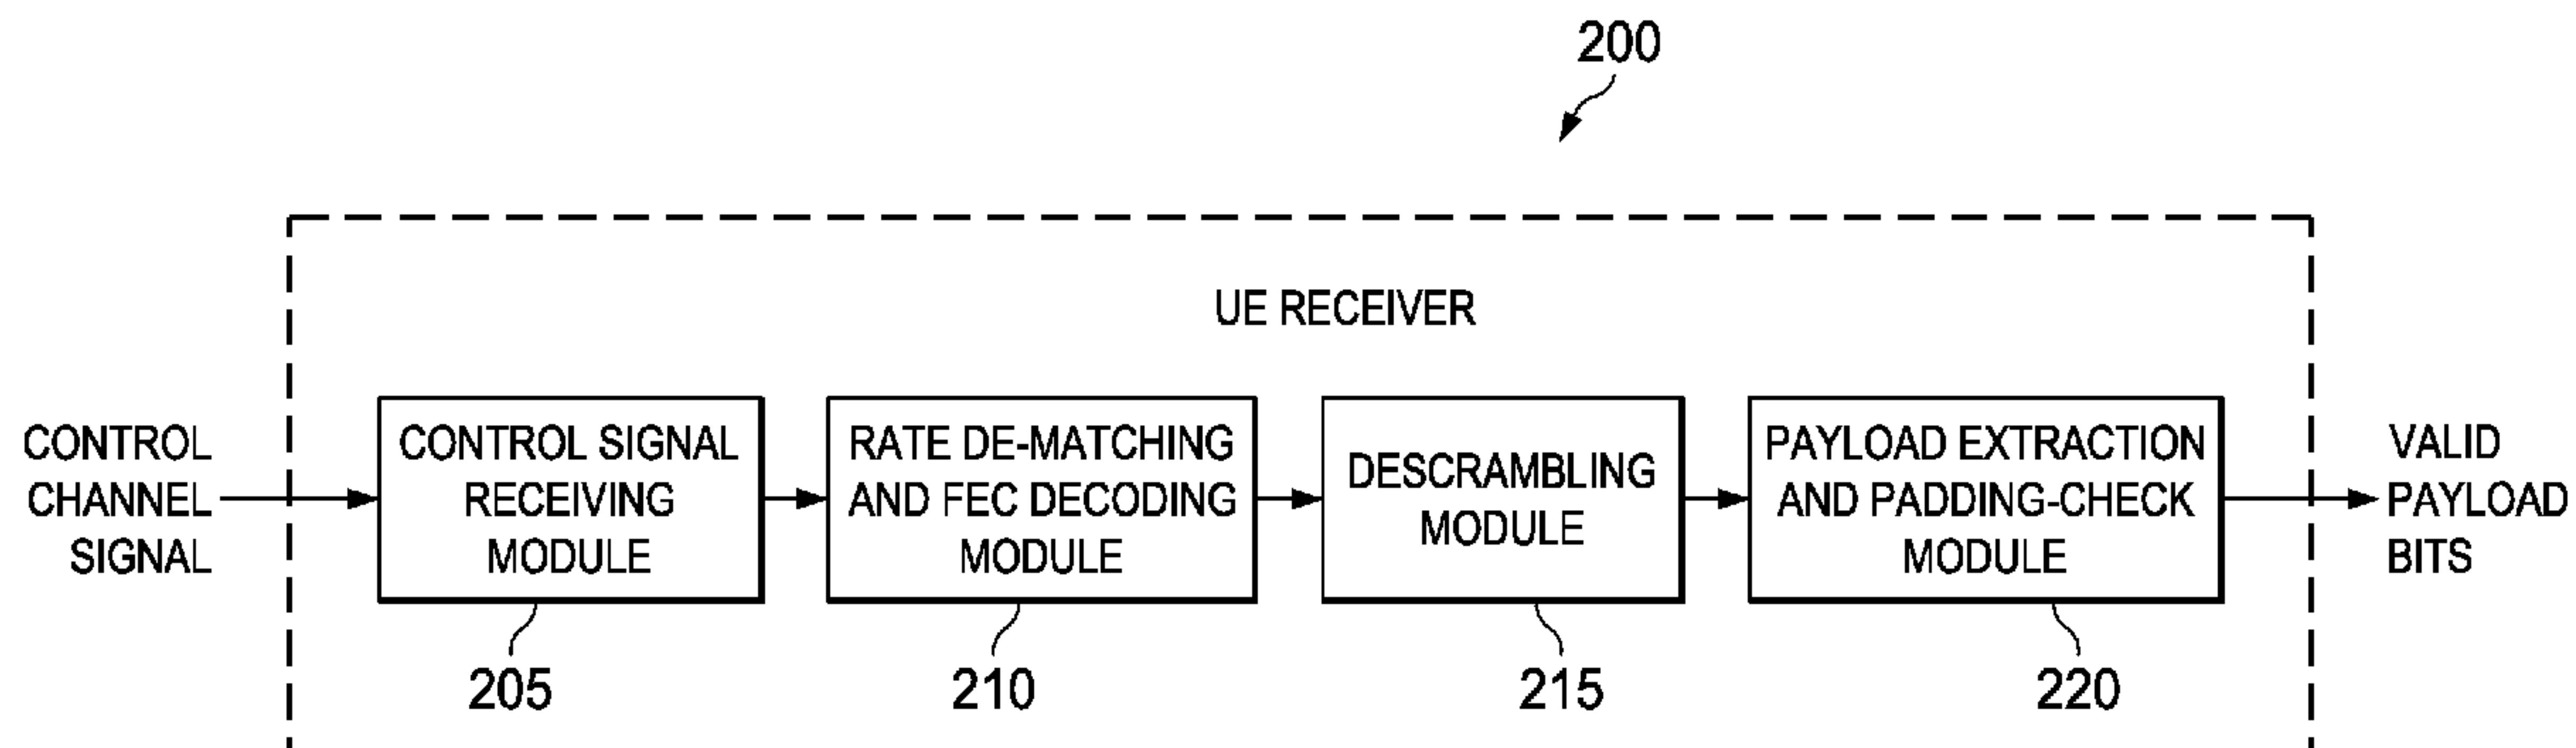 200
UE RECEIVER
CONTROL
CHANNEL
SIGNAL
CONTROL SIGNAL
RECEIVING
MODULE
RATE DE-MATCHING
AND FEC DECODING
MODULE
DESCRAMBLING
MODULE
PAYLOAD EXTRACTION
AND PADDING-CHECK
MODULE
VALID
PAYLOAD
BITS
205
210
215
220